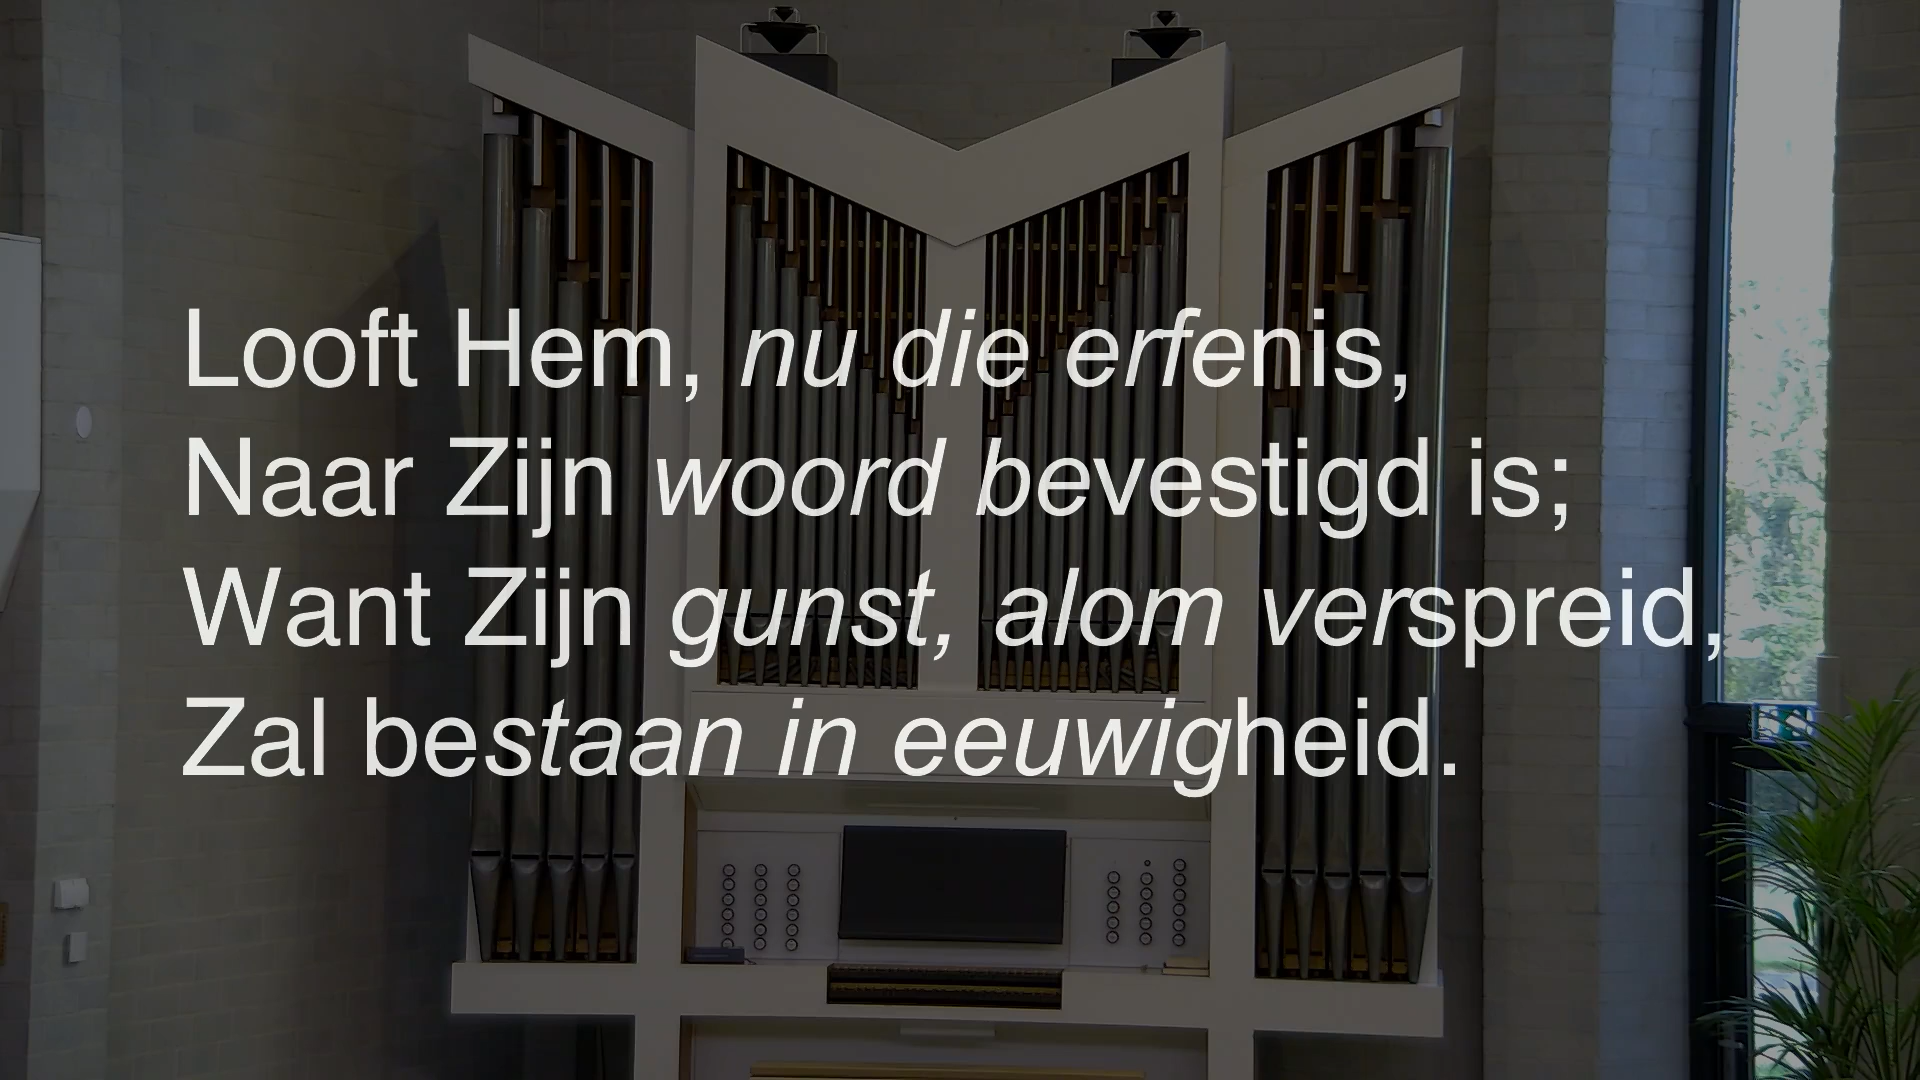 Looft Hem, nu die erfenis,
Naar Zijn woord bevestigd is;
Want Zijn gunst, alom verspreid,
Zal bestaan in eeuwigheid.